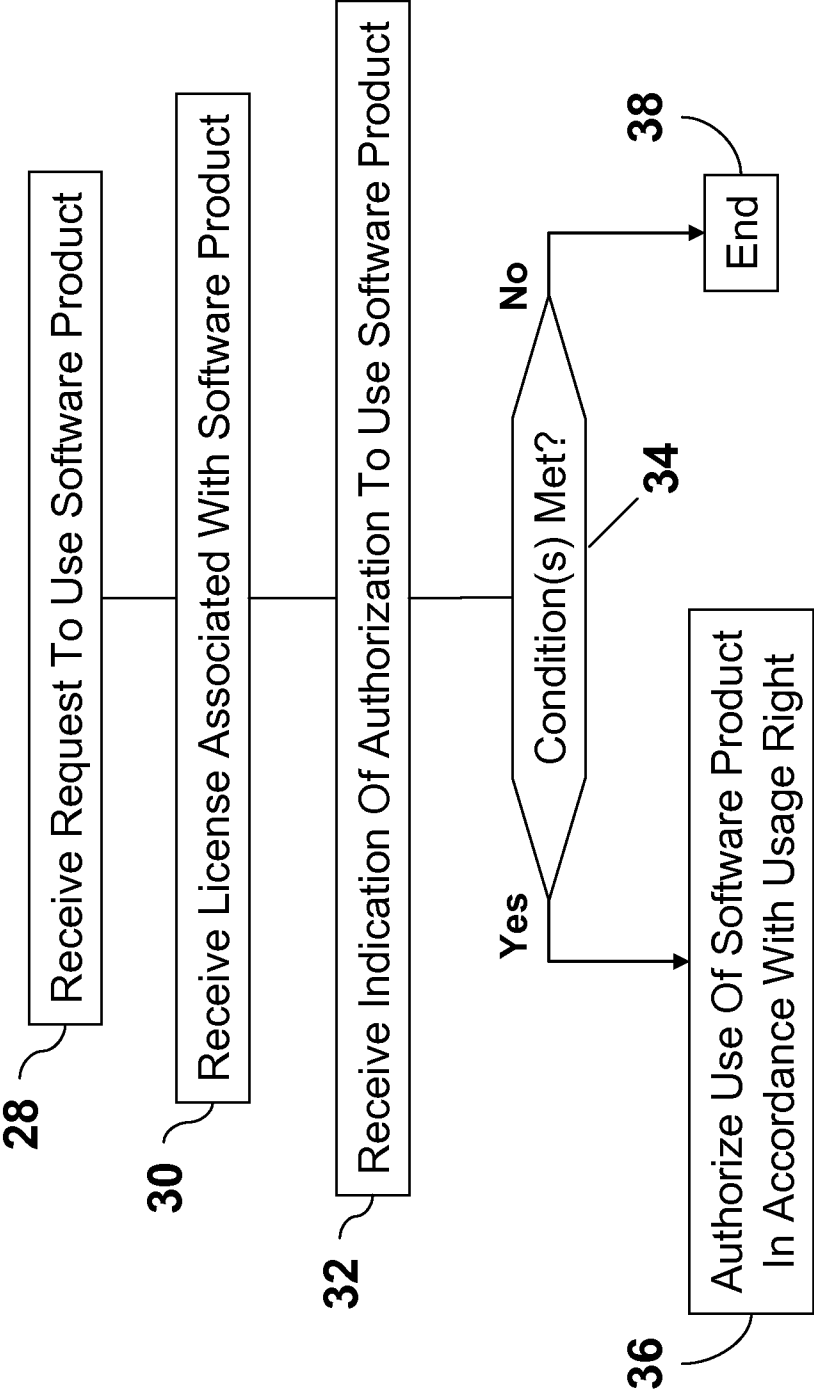 28
Receive Request To Use Software Product
30
Receive License Associated With Software Product
32
Receive Indication Of Authorization To Use Software Product
Condition(s) Met?
34
Yes
No
36
Authorize Use Of Software Product
In Accordance With Usage Right
End
38